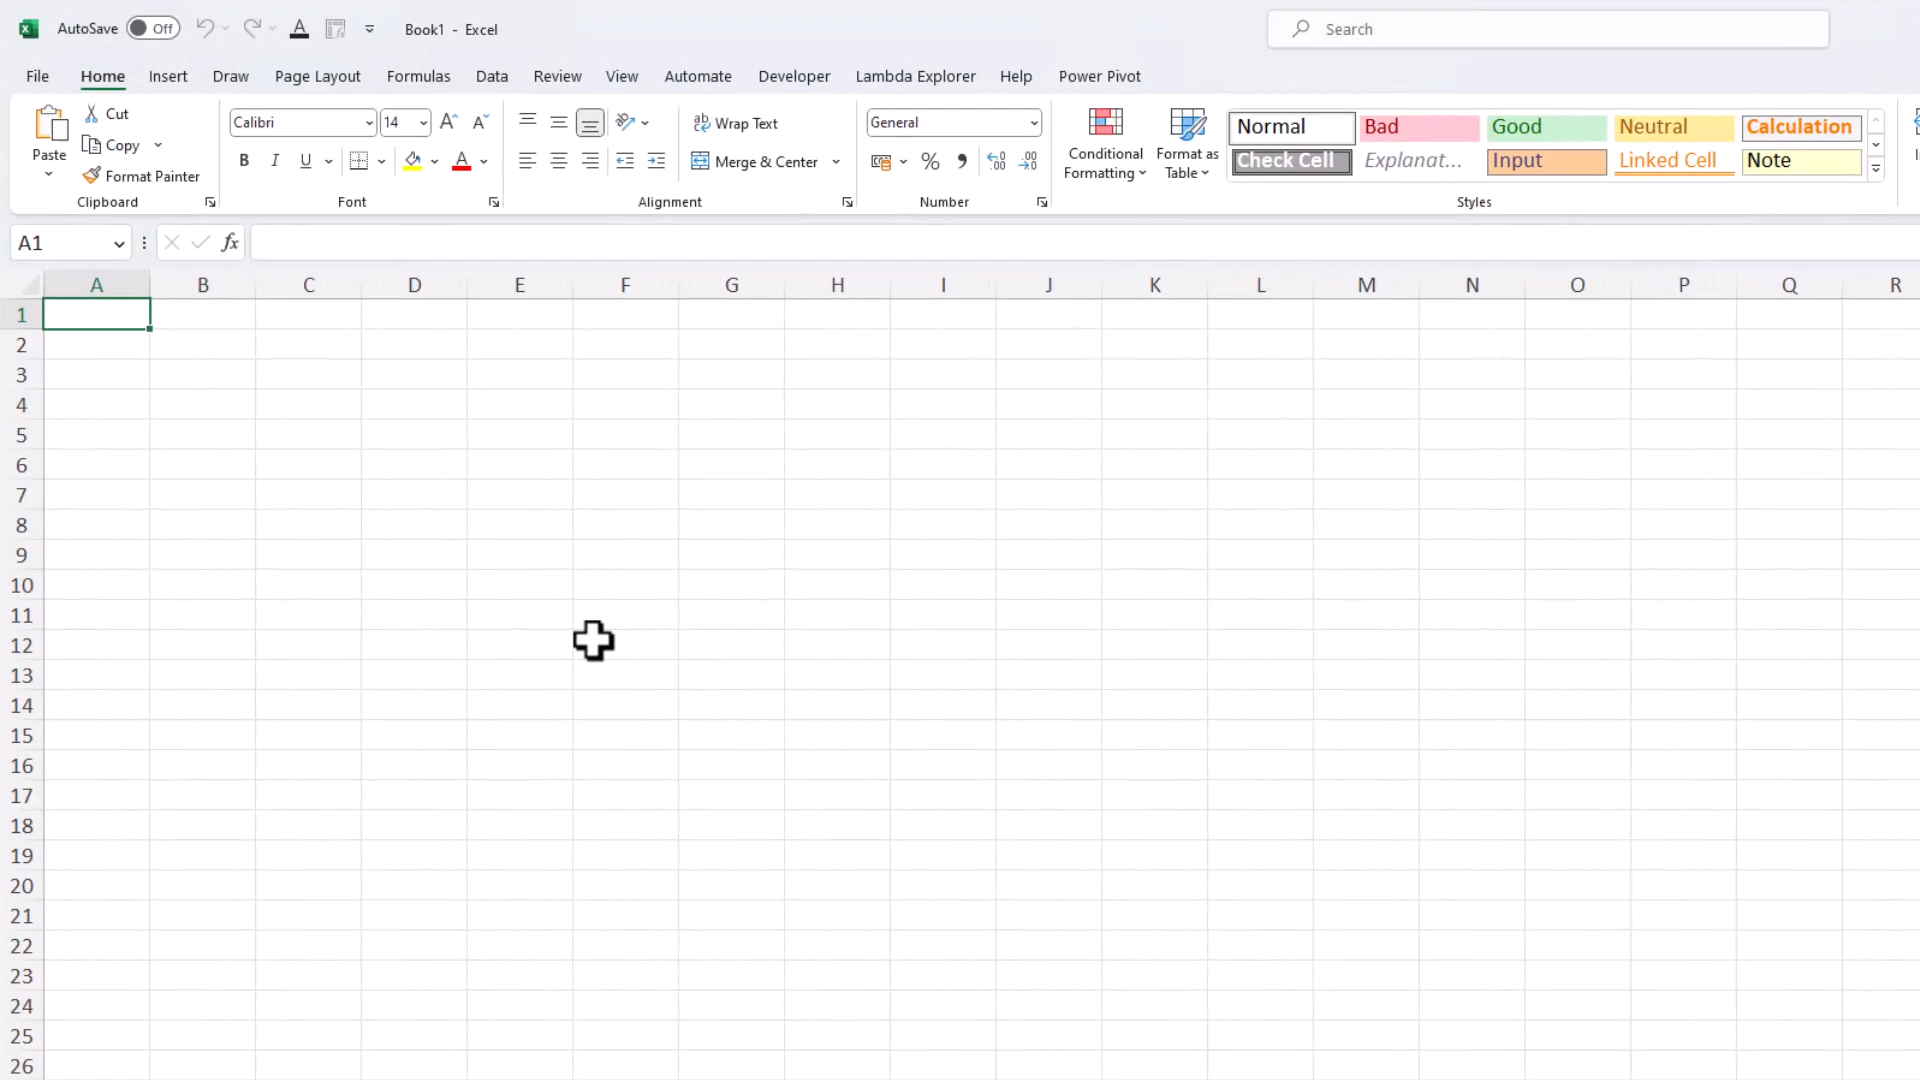 AutoSave Off Book1 - Excel Search
File Home Insert Draw Page Layout Formulas Data Review View Automate Developer Lambda Explorer Help Power Pivot
Paste
Cut
Copy
Format Painter
Clipboard
Calibri 14
B I U A
Font
Wrap Text
Merge & Center
Alignment
General
% 
Number
Conditional Formatting
Format as Table
Normal Bad Good Neutral Calculation
Check Cell Explanat... Input Linked Cell Note
Styles
A1 fx
A B C D E F G H I J K L M N O P Q R
1
2
3
4
5
6
7
8
9
10
11
12
13
14
15
16
17
18
19
20
21
22
23
24
25
26